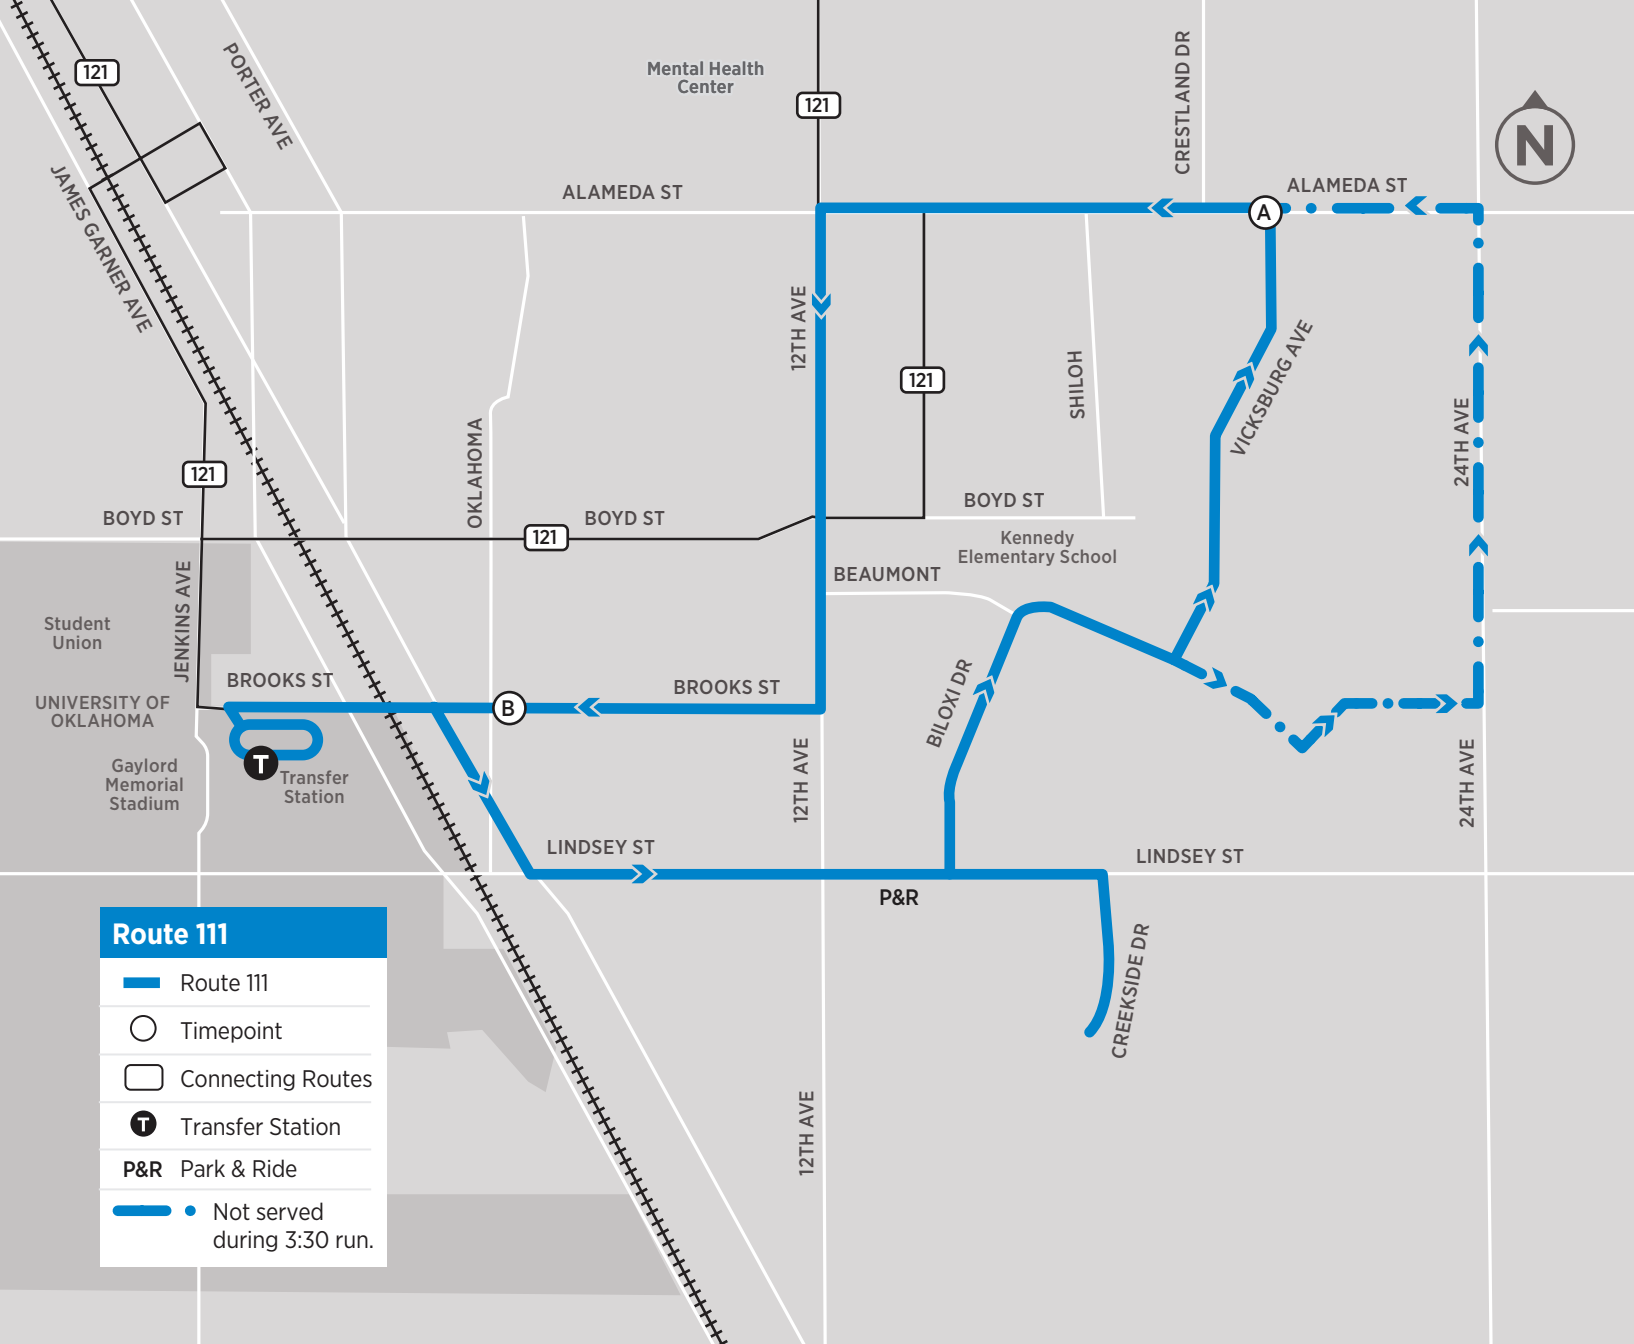 121
PORTER AVE
Mental Health
Center
121
CRESTLAND DR
N
JAMES GARNER AVE
ALAMEDA ST
ALAMEDA ST
A
12TH AVE
121
SHILOH
VICKSBURG AVE
24TH AVE
OKLAHOMA
121
BOYD ST
121
BOYD ST
BOYD ST
Kennedy
Elementary School
JENKINS AVE
BEAUMONT
Student
Union
BROOKS ST
BROOKS ST
B
BILOXI DR
UNIVERSITY OF
OKLAHOMA
T
Transfer
Station
Gaylord
Memorial
Stadium
12TH AVE
24TH AVE
LINDSEY ST
LINDSEY ST
P&R
CREEKSIDE DR
12TH AVE
Route 111
Route 111
Timepoint
Connecting Routes
T Transfer Station
P&R Park & Ride
Not served
during 3:30 run.